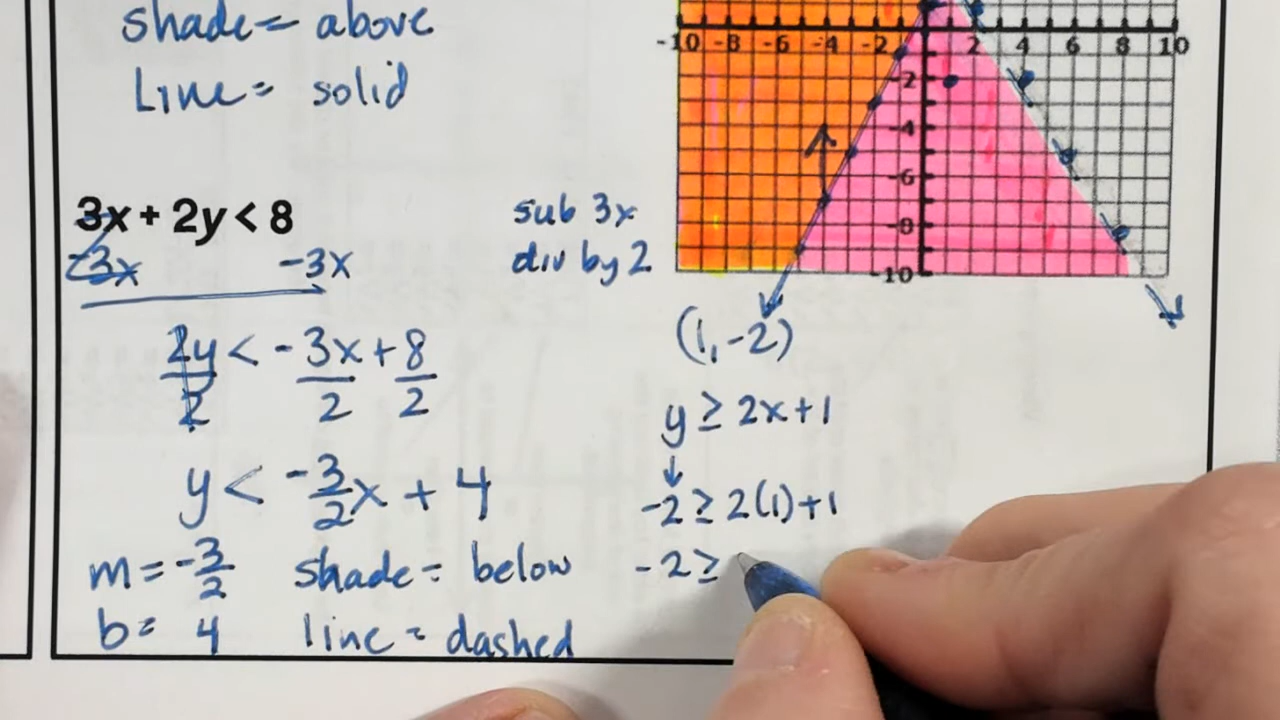 shade = above
Line = solid
-10 -8 -6 -4 -2 4 6 8 10
-2
-4
-6
-8
-10
3x + 2y < 8
-3x -3x
sub 3x
div by 2
2y < -3x + 8
2 2 2
y < -3/2x + 4
m = -3/2 shade = below
b = 4 line = dashed
(1, -2)
y ≥ 2x + 1
↓
-2 ≥ 2(1) + 1
-2 ≥